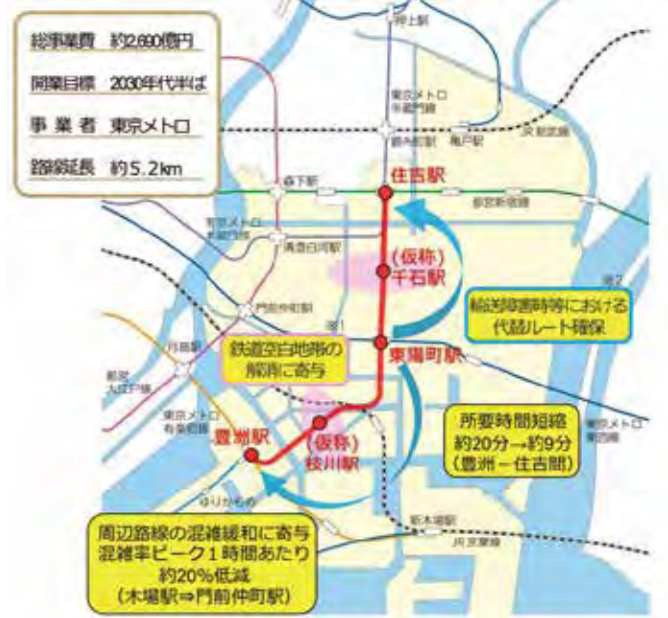 総事業費 約2,690億円
開業目標 2030年代半ば
事業者 東京メトロ
路線延長 約5.2km
押上駅
東京メトロ
半蔵門線
錦糸町駅
亀戸駅
JR総武線
森下駅
住吉駅
都営新宿線
東京メトロ
半蔵門線
清澄白河駅
(仮称)
千石駅
※2
輸送障害時等における
代替ルート確保
門前仲町駅
※1
東陽町駅
鉄道空白地帯の
解消に寄与
月島駅
都営
大江戸線
東京メトロ
有楽町線
豊洲駅
(仮称)
枝川駅
所要時間短縮
約20分→約9分
(豊洲-住吉間)
東京メトロ
東西線
ゆりかもめ
新木場駅
JR京葉線
周辺路線の混雑緩和に寄与
混雑率ピーク1時間あたり
約20%低減
(木場駅⇒門前仲町駅)